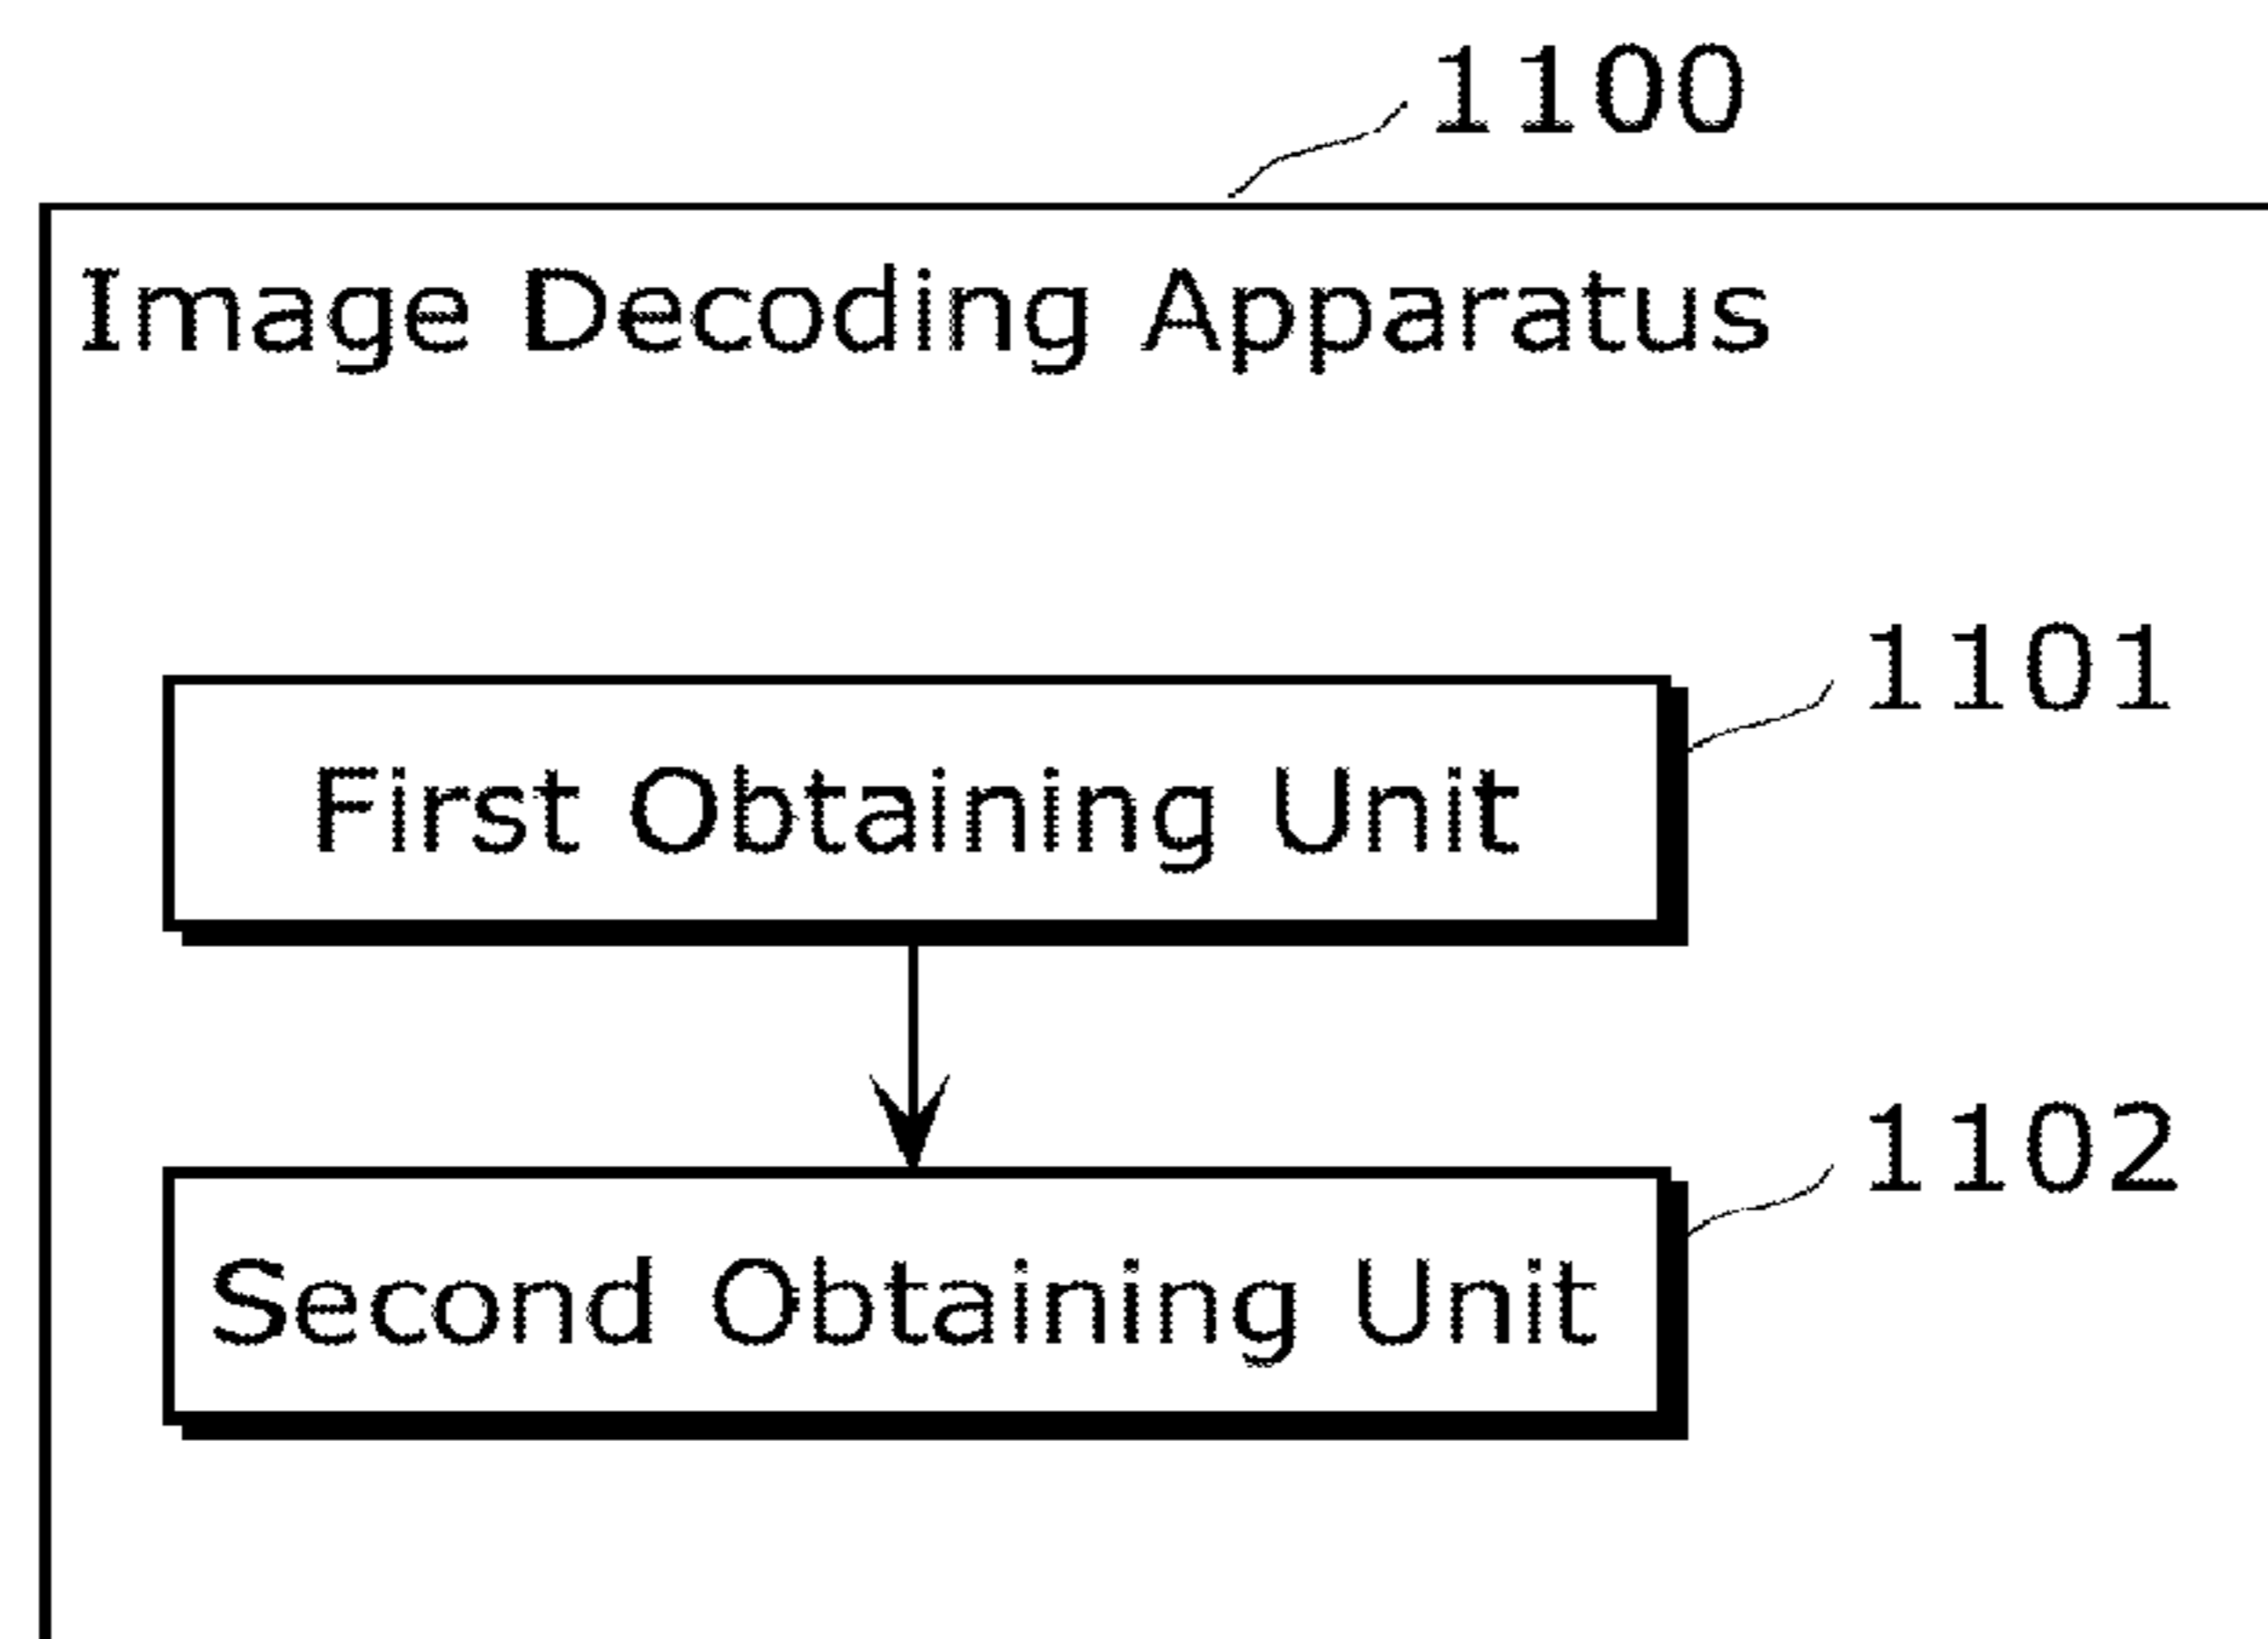 1100
Image Decoding Apparatus
1101
First Obtaining Unit
1102
Second Obtaining Unit